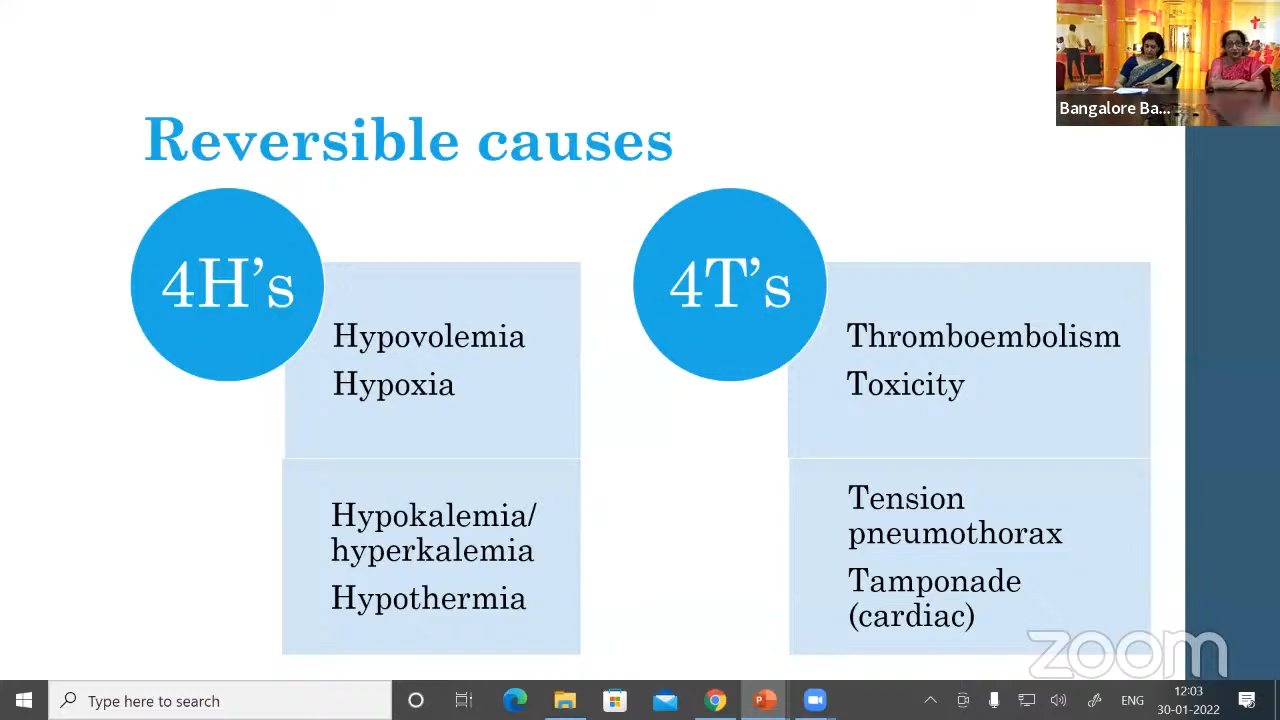 Bangalore Ba...
Reversible causes
4H's
Hypovolemia
Hypoxia
Hypokalemia/
hyperkalemia
Hypothermia
4T's
Thromboembolism
Toxicity
Tension
pneumothorax
Tamponade
(cardiac)
zoom
Type here to search
ENG
12:03
30-01-2022